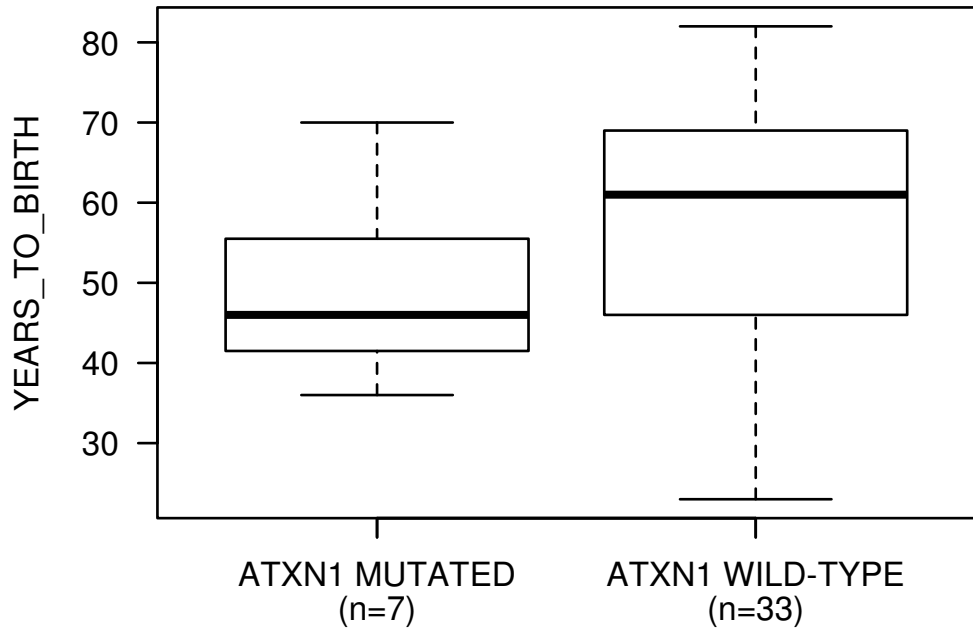 YEARS_TO_BIRTH
80
70
60
50
40
30
ATXN1 MUTATED
(n=7)
ATXN1 WILD-TYPE
(n=33)